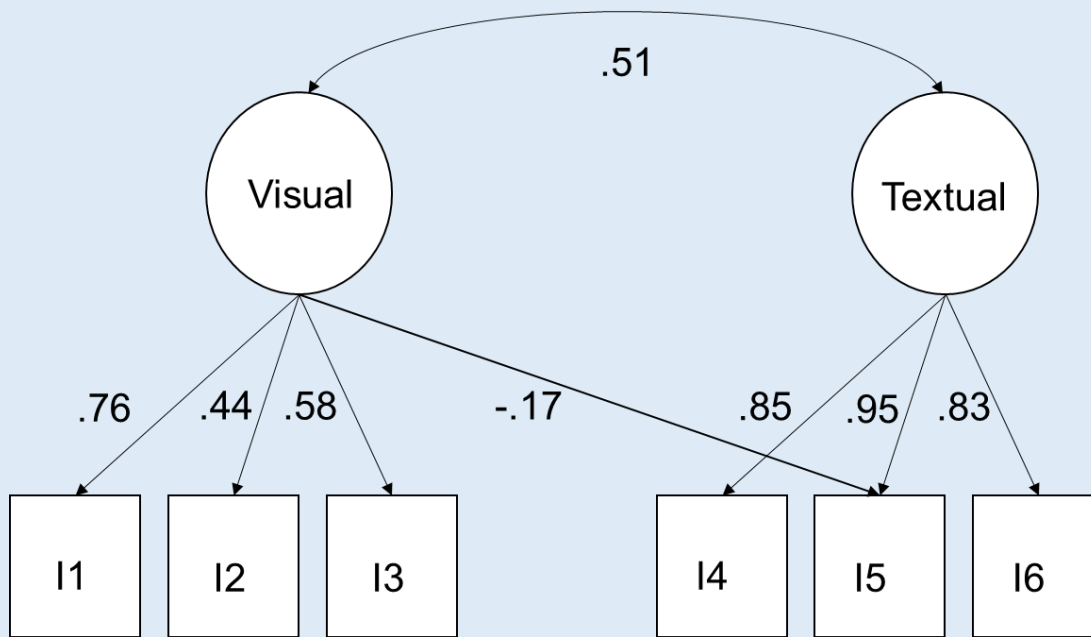 .51
Visual
Textual
.76
.44
.58
-.17
.85
.95
.83
I1
I2
I3
I4
I5
I6